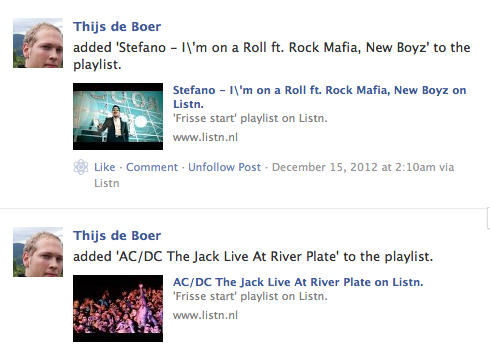 Thijs de Boer
added 'Stefano - I\'m on a Roll ft. Rock Mafia, New Boyz' to the
playlist.
Stefano - I\'m on a Roll ft. Rock Mafia, New Boyz on
Listn.
'Frisse start' playlist on Listn.
www.listn.nl
Like · Comment · Unfollow Post · December 15, 2012 at 2:10am via
Listn
Thijs de Boer
added 'AC/DC The Jack Live At River Plate' to the playlist.
AC/DC The Jack Live At River Plate on Listn.
'Frisse start' playlist on Listn.
www.listn.nl